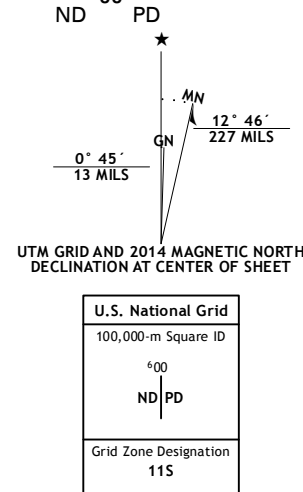 ND PD
★
MN
12° 46´
227 MILS
GN
0° 45´
13 MILS
UTM GRID AND 2014 MAGNETIC NORTH
DECLINATION AT CENTER OF SHEET
U.S. National Grid
100,000-m Square ID
⁶00
ND PD
Grid Zone Designation
11S